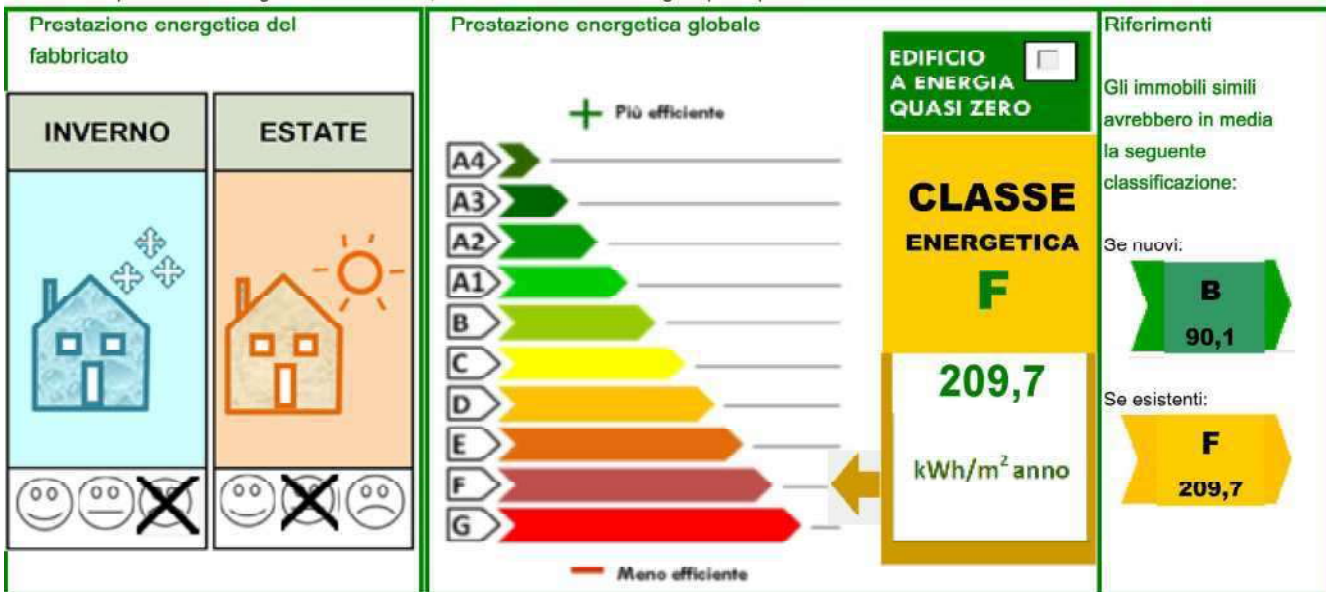 Prestazione energetica del
fabbricato
INVERNO
ESTATE
Prestazione energetica globale
Più efficiente
A4
A3
A2
A1
B
C
D
E
F
G
Meno efficiente
EDIFICIO
A ENERGIA
QUASI ZERO
CLASSE
ENERGETICA
F
209,7
kWh/m² anno
Riferimenti
Gli immobili simili
avrebbero in media
la seguente
classificazione:
Se nuovi:
B
90,1
Se esistenti:
F
209,7